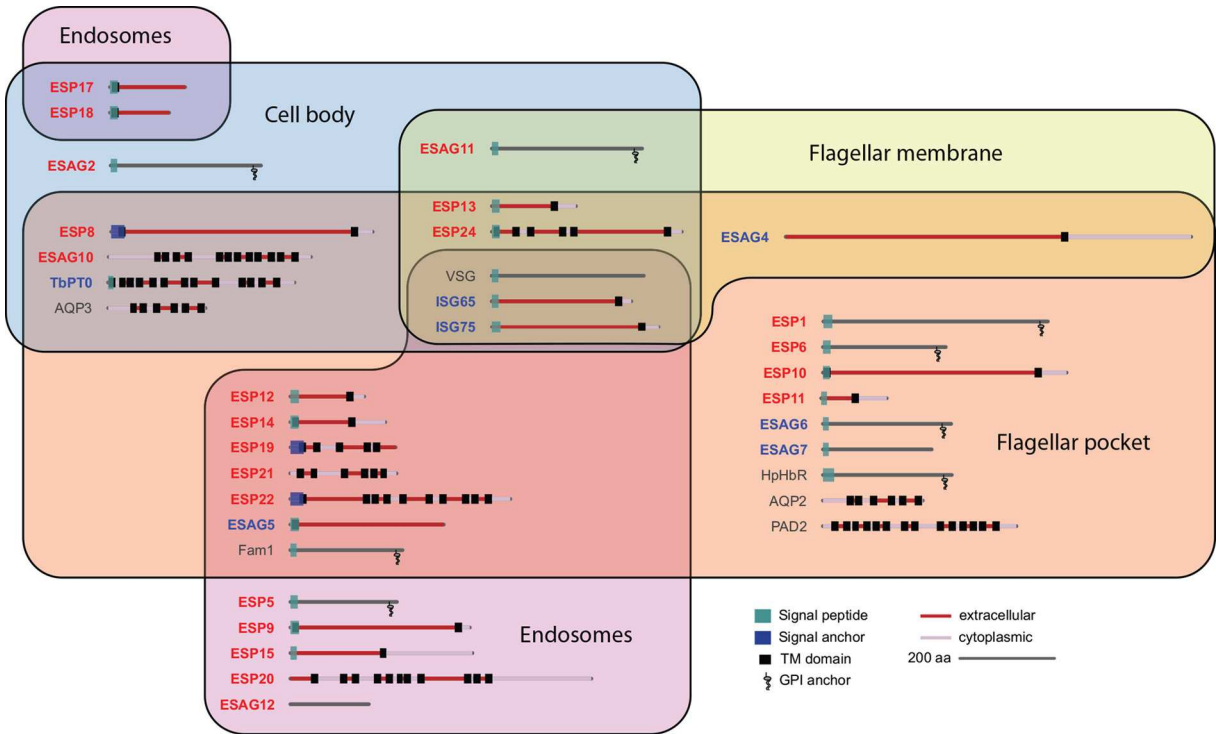 Endosomes
ESP17
ESP18
Cell body
ESAG2
ESAG11
Flagellar membrane
ESP8
ESAG10
TbPT0
AQP3
ESP13
ESP24
ESAG4
VSG
ISG65
ISG75
ESP12
ESP14
ESP19
ESP21
ESP22
ESAG5
Fam1
ESP1
ESP6
ESP10
ESP11
ESAG6
ESAG7
HpHbR
AQP2
PAD2
Flagellar pocket
ESP5
ESP9
ESP15
ESP20
ESAG12
Endosomes
Signal peptide
Signal anchor
TM domain
GPI anchor
extracellular
cytoplasmic
200 aa